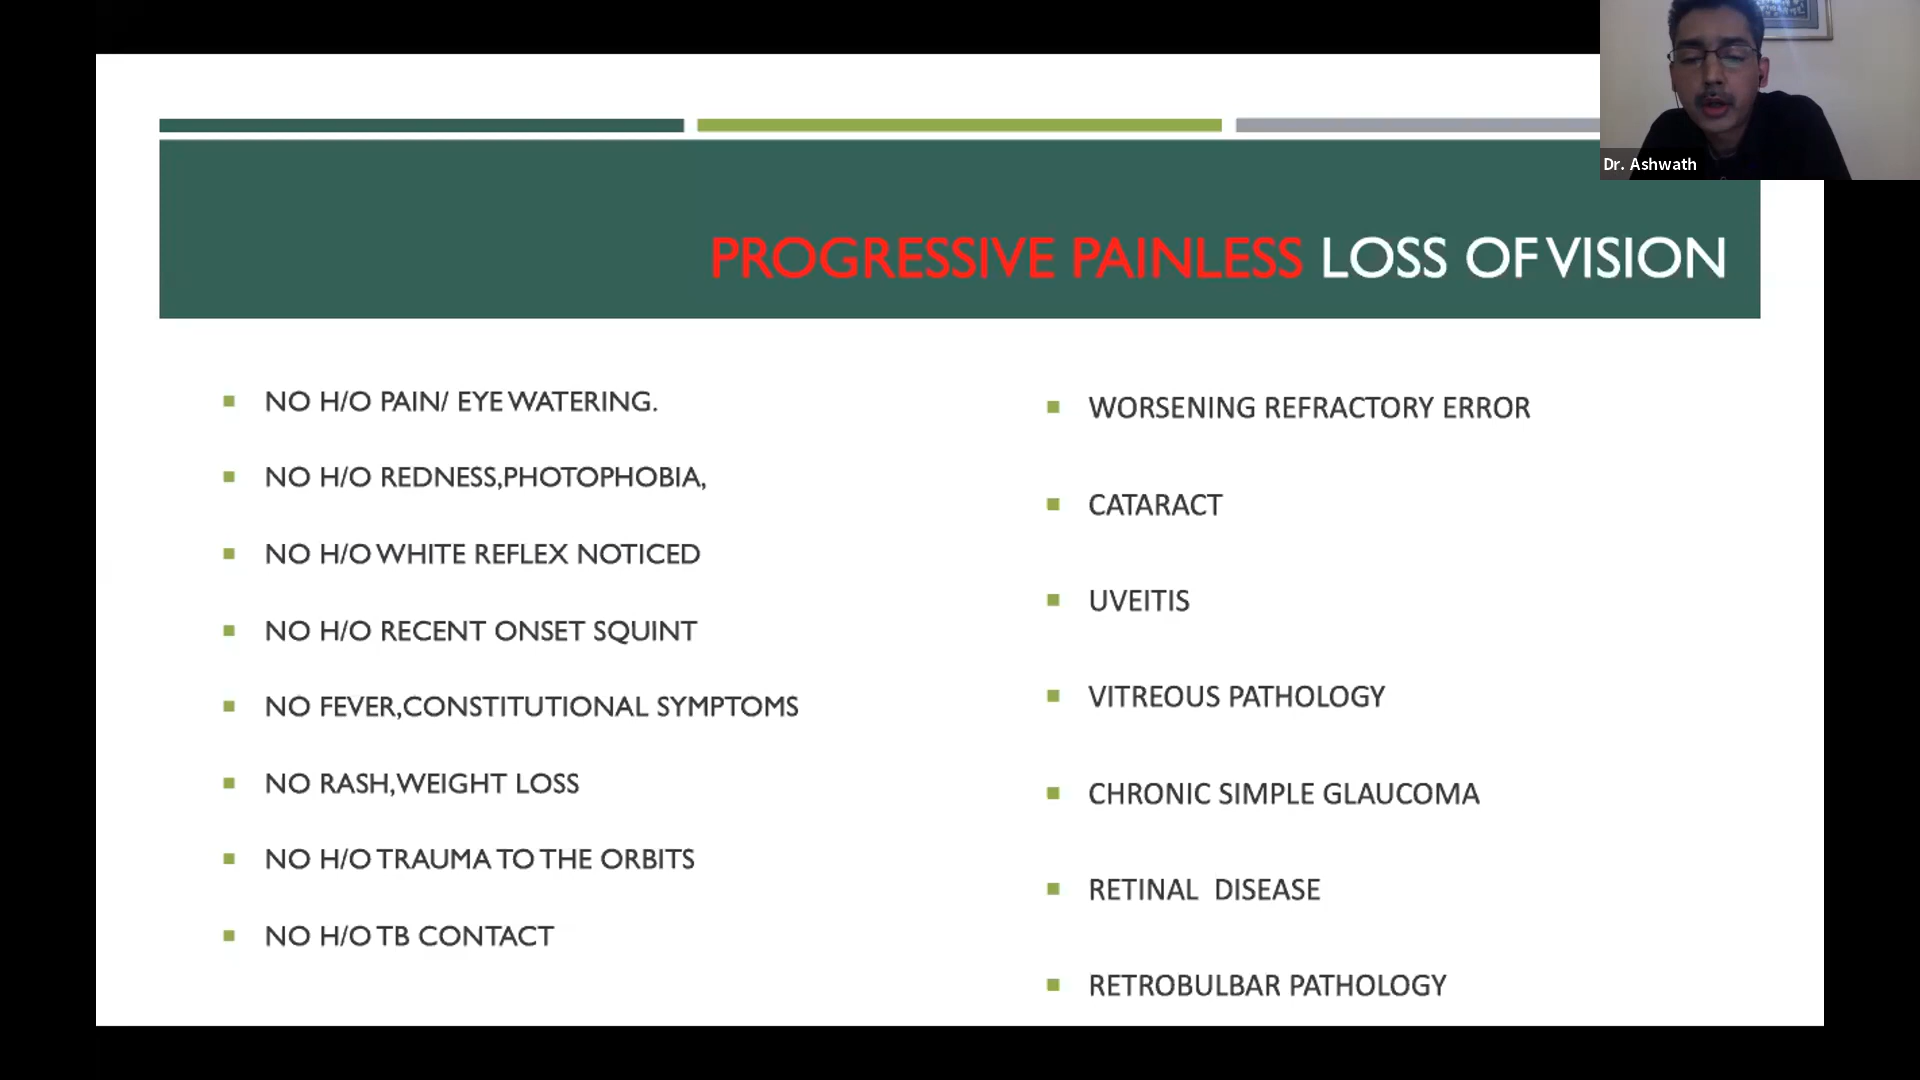 Dr. Ashwath
PROGRESSIVE PAINLESS LOSS OF VISION
NO H/O PAIN/ EYE WATERING.
NO H/O REDNESS,PHOTOPHOBIA,
NO H/O WHITE REFLEX NOTICED
NO H/O RECENT ONSET SQUINT
NO FEVER,CONSTITUTIONAL SYMPTOMS
NO RASH,WEIGHT LOSS
NO H/O TRAUMA TO THE ORBITS
NO H/O TB CONTACT
WORSENING REFRACTORY ERROR
CATARACT
UVEITIS
VITREOUS PATHOLOGY
CHRONIC SIMPLE GLAUCOMA
RETINAL DISEASE
RETROBULBAR PATHOLOGY